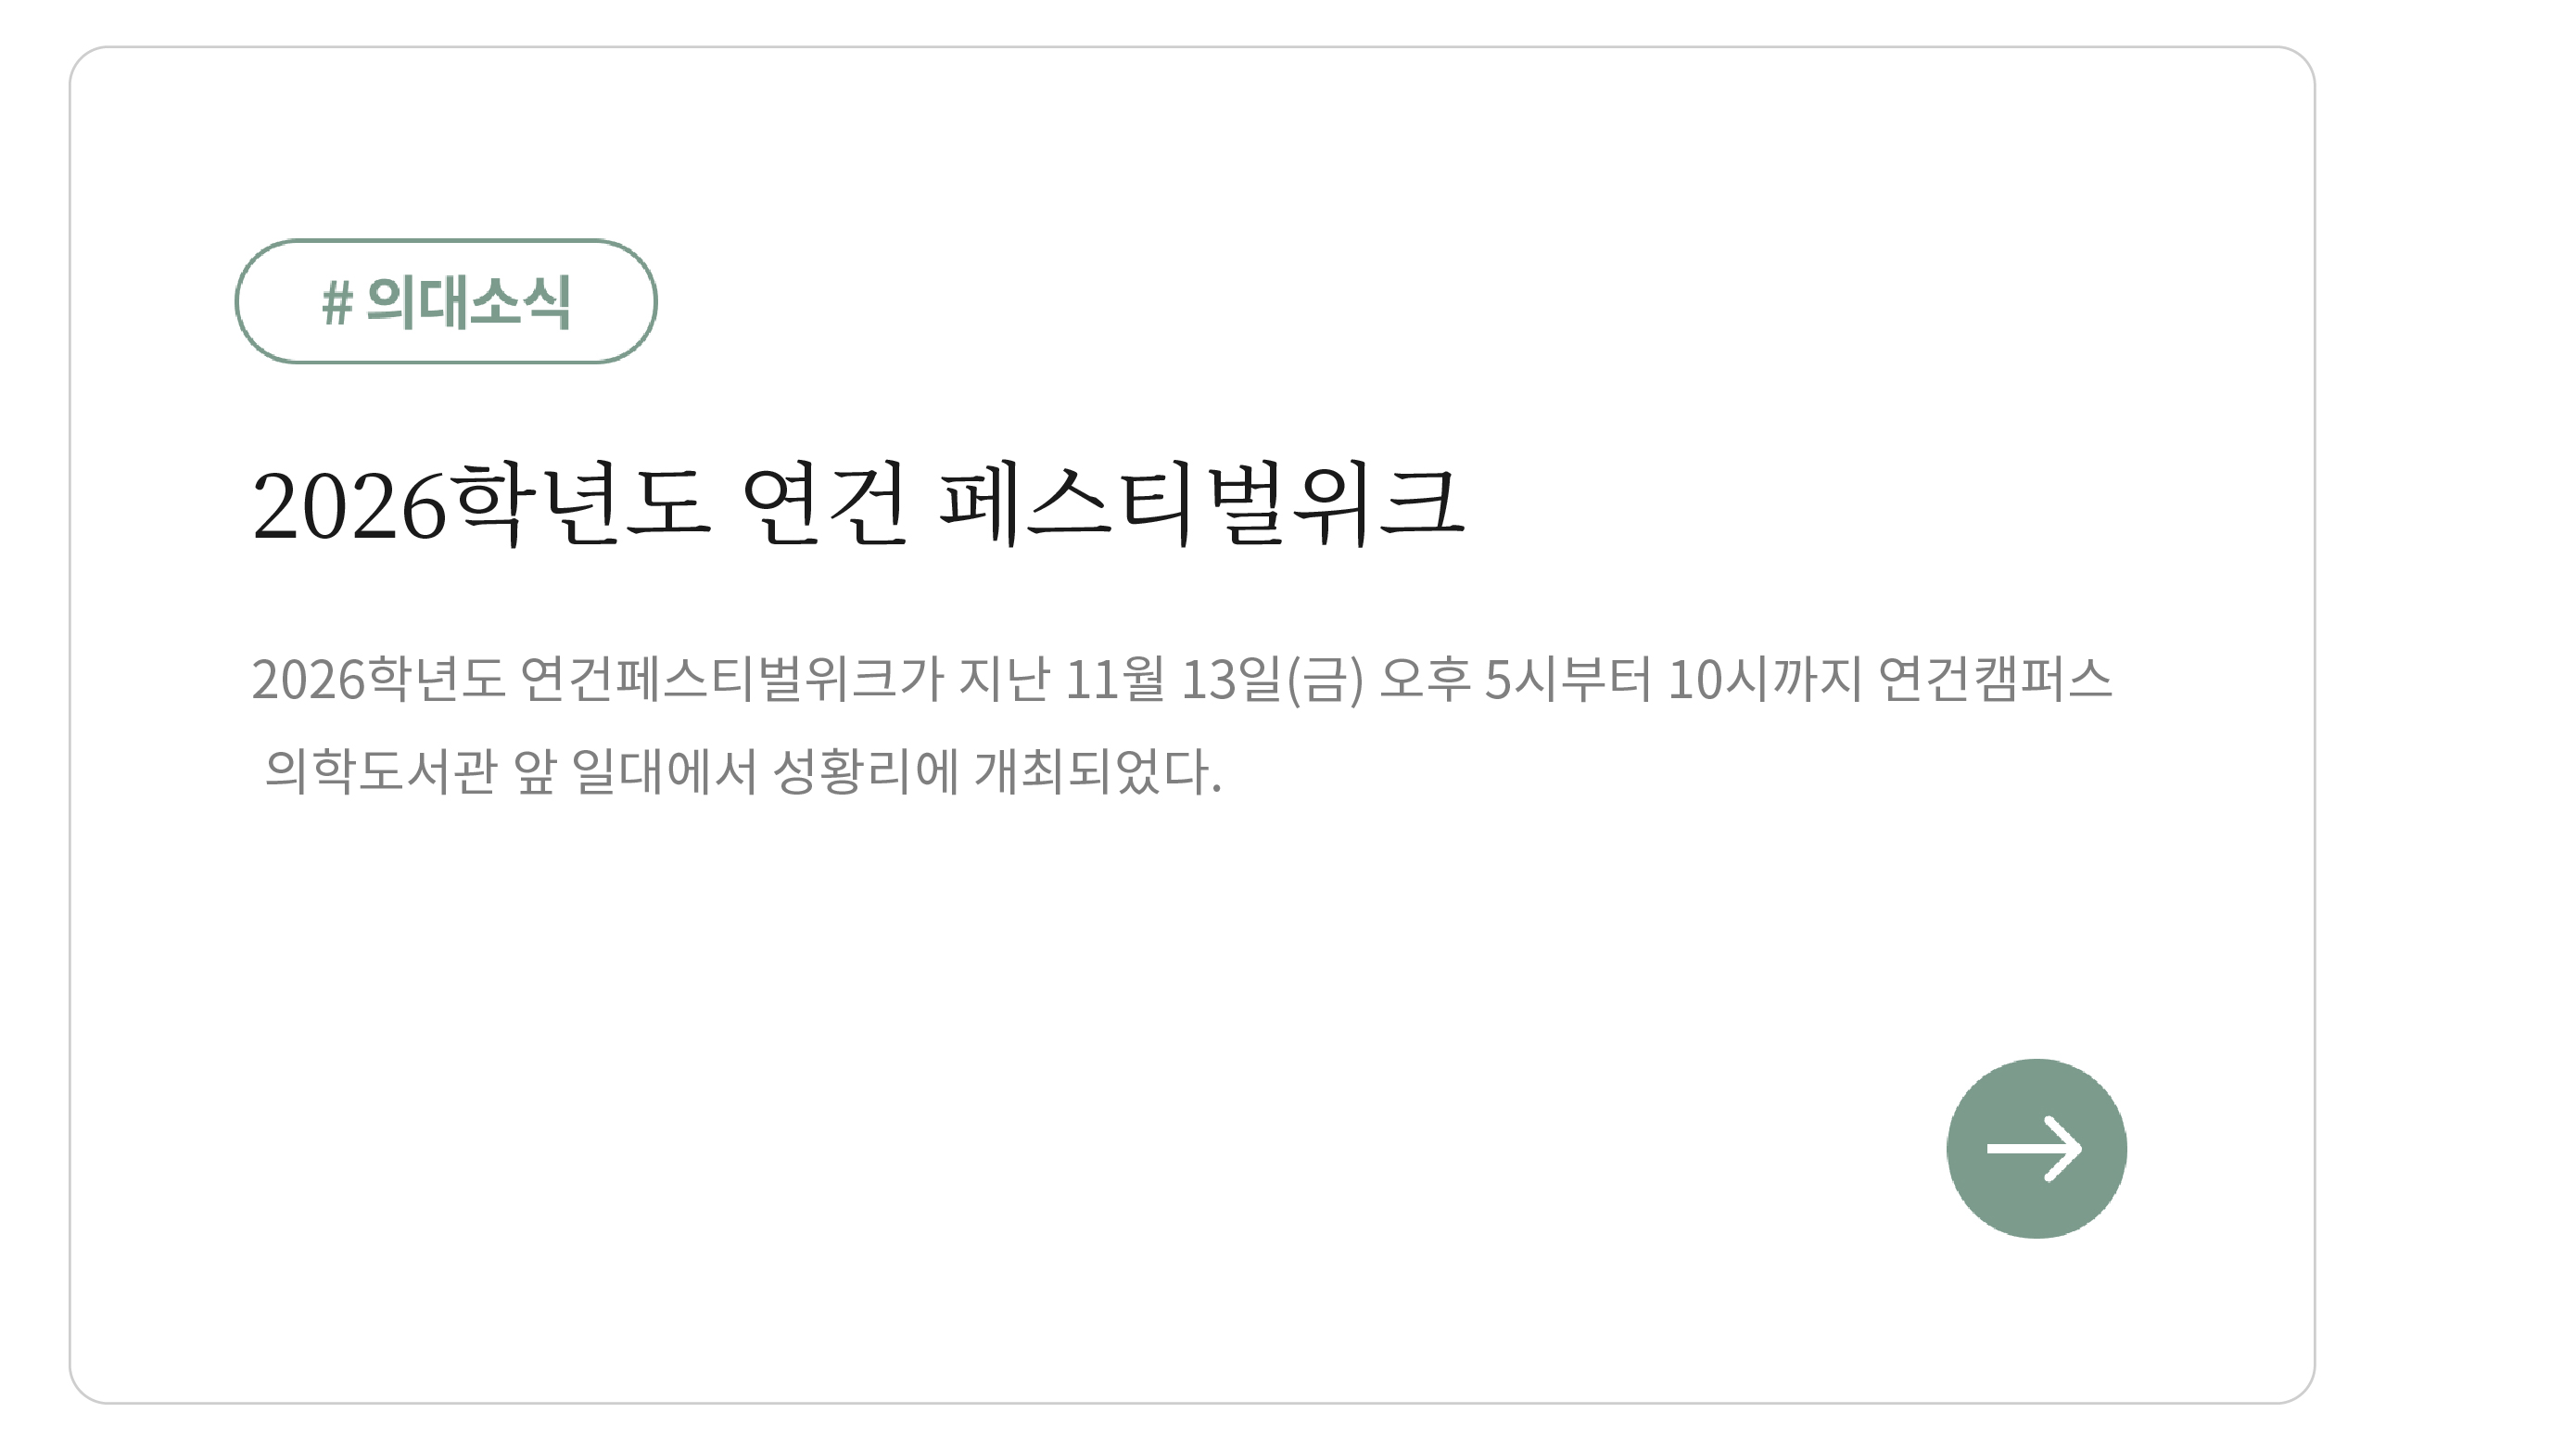 # 의대소식
2026학년도 연건 페스티벌위크
2026학년도 연건페스티벌위크가 지난 11월 13일(금) 오후 5시부터 10시까지 연건캠퍼스
의학도서관 앞 일대에서 성황리에 개최되었다.